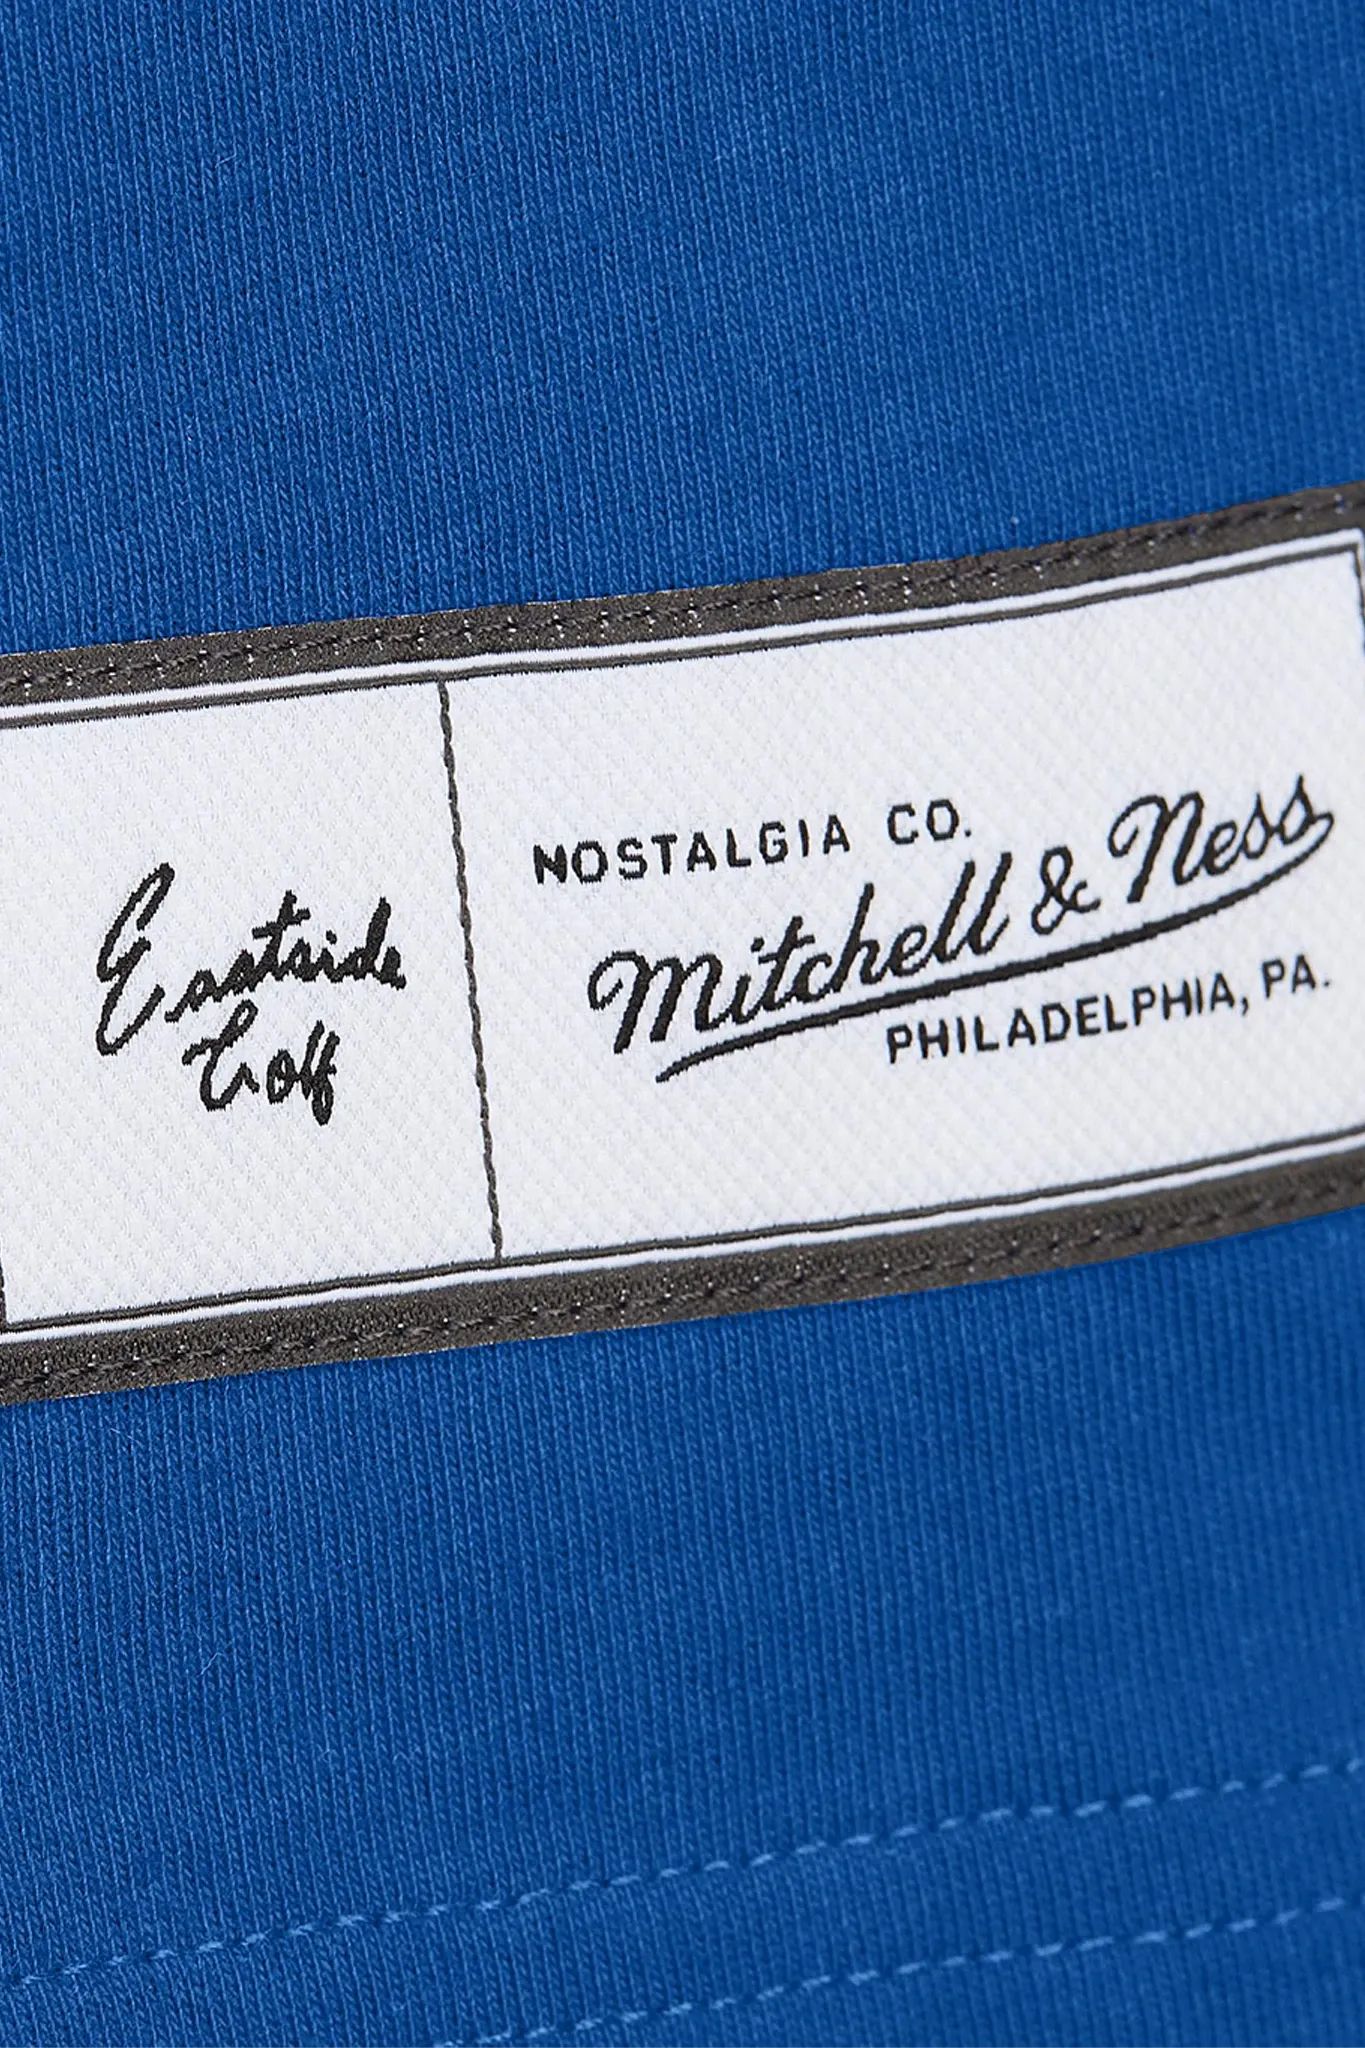 Eastside
Golf
NOSTALGIA CO.
Mitchell & Ness
PHILADELPHIA, PA.